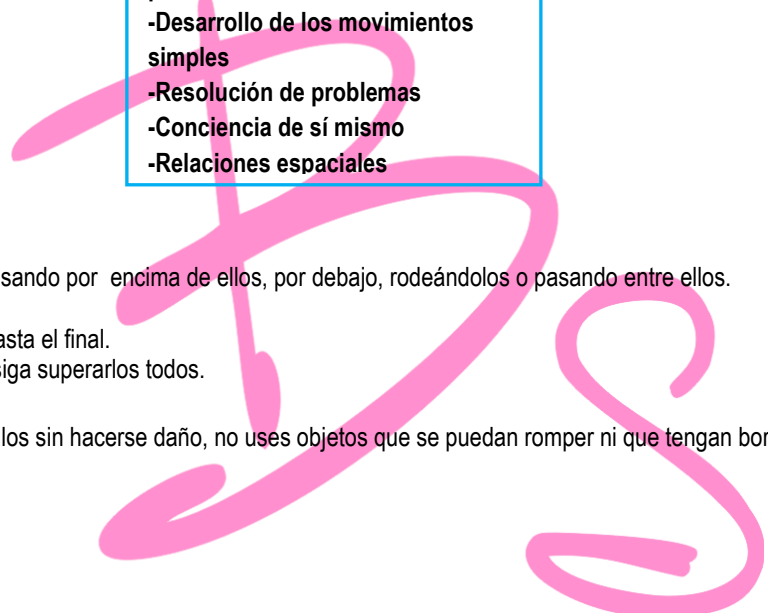 -Desarrollo de los movimientos
simples
-Resolución de problemas
-Conciencia de sí mismo
-Relaciones espaciales
sando por encima de ellos, por debajo, rodeándolos o pasando entre ellos.
asta el final.
siga superarlos todos.
los sin hacerse daño, no uses objetos que se puedan romper ni que tengan bor